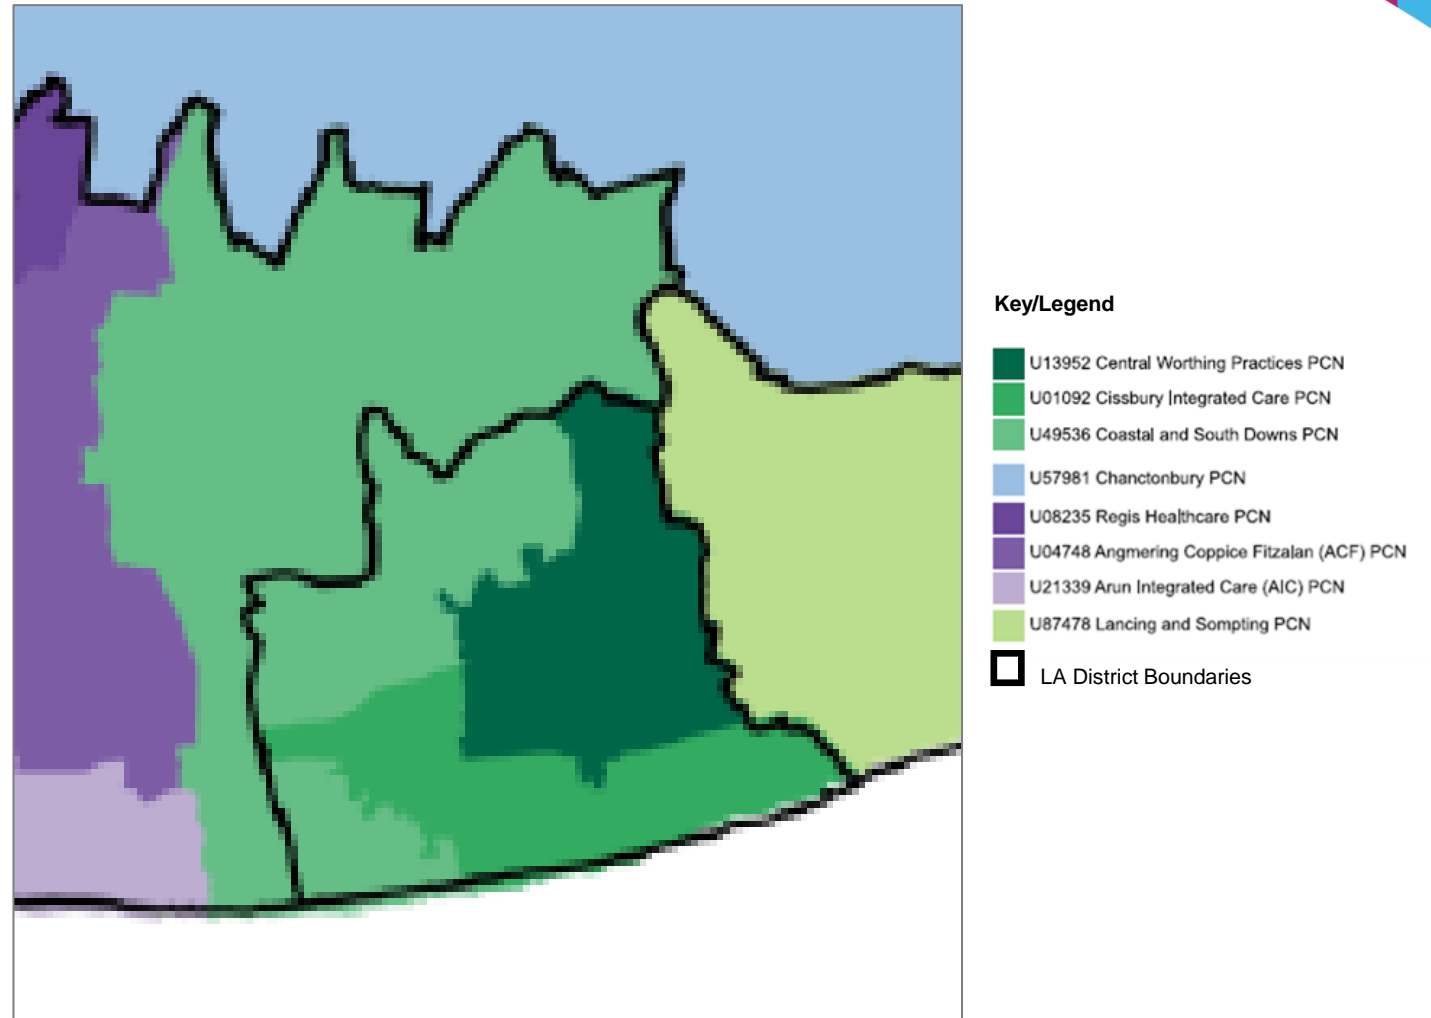 Key/Legend
U13952 Central Worthing Practices PCN
U01092 Cissbury Integrated Care PCN
U49536 Coastal and South Downs PCN
U57981 Chanctonbury PCN
U08235 Regis Healthcare PCN
U04748 Angmering Coppice Fitzalan (ACF) PCN
U21339 Arun Integrated Care (AIC) PCN
U87478 Lancing and Sompting PCN
LA District Boundaries